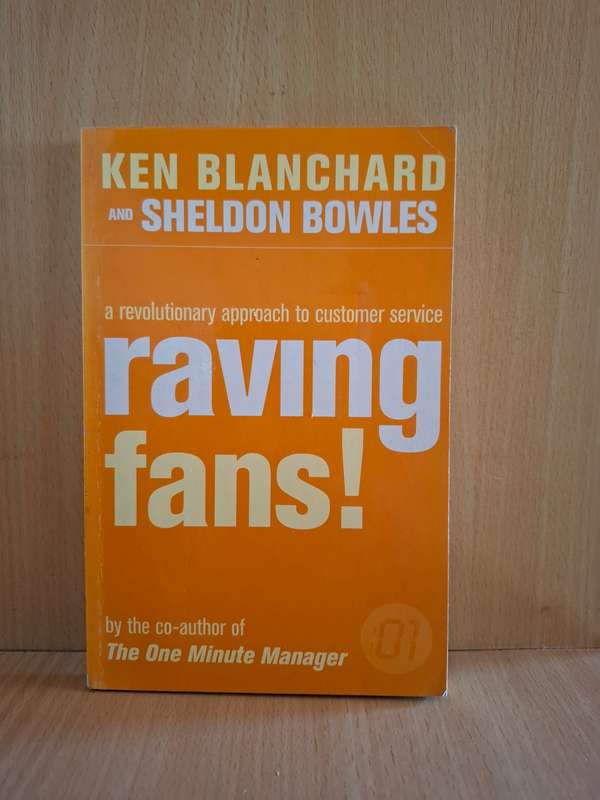 KEN BLANCHARD
AND SHELDON BOWLES
a revolutionary approach to customer service
raving
fans!
by the co-author of
The One Minute Manager
:01